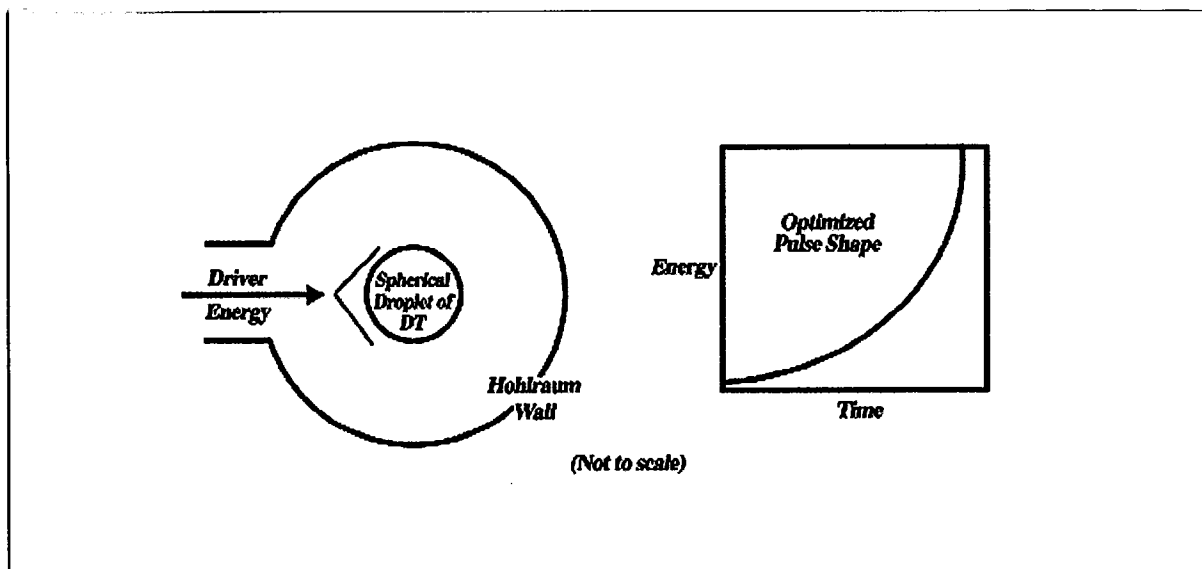 Driver
Energy
Spherical
Droplet of
DT
Hohlraum
Wall
Optimized
Pulse Shape
Energy
Time
(Not to scale)